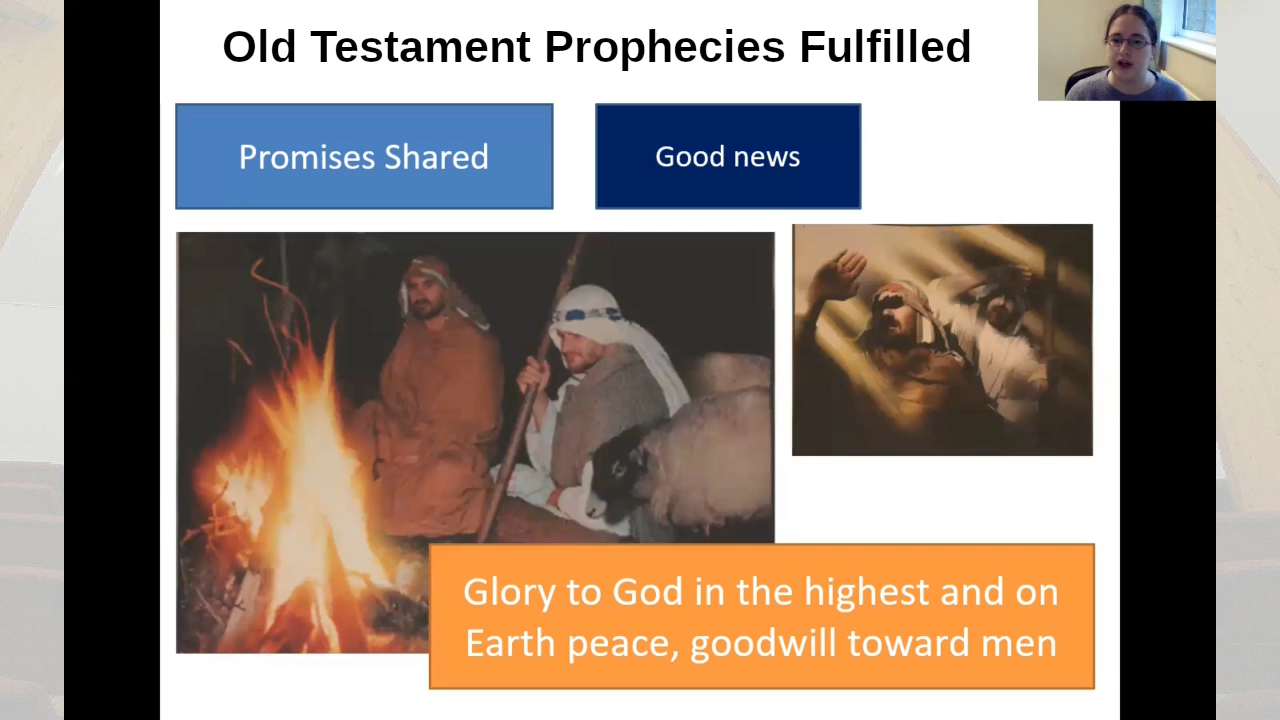 Old Testament Prophecies Fulfilled
Promises Shared
Good news
Glory to God in the highest and on
Earth peace, goodwill toward men